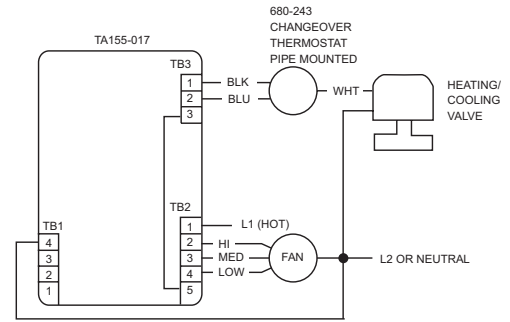 680-243
CHANGEOVER
THERMOSTAT
PIPE MOUNTED
TA155-017
TB3
1
2
3
BLK
BLU
WHT
HEATING/
COOLING
VALVE
TB2
1
2
3
4
5
L1 (HOT)
HI
MED
LOW
FAN
L2 OR NEUTRAL
TB1
4
3
2
1